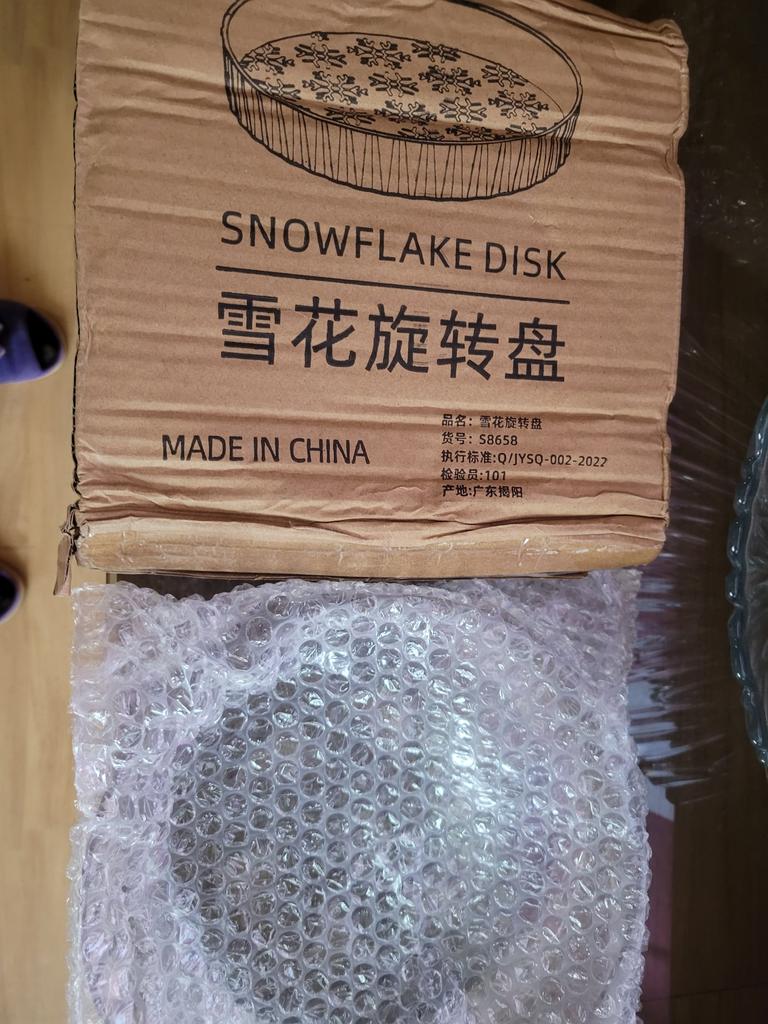 SNOWFLAKE DISK
雪花旋转盘
MADE IN CHINA
品名：雪花旋转盘
货号：S8658
执行标准:Q/JYSQ-002-2022
检验员:101
产地:广东揭阳